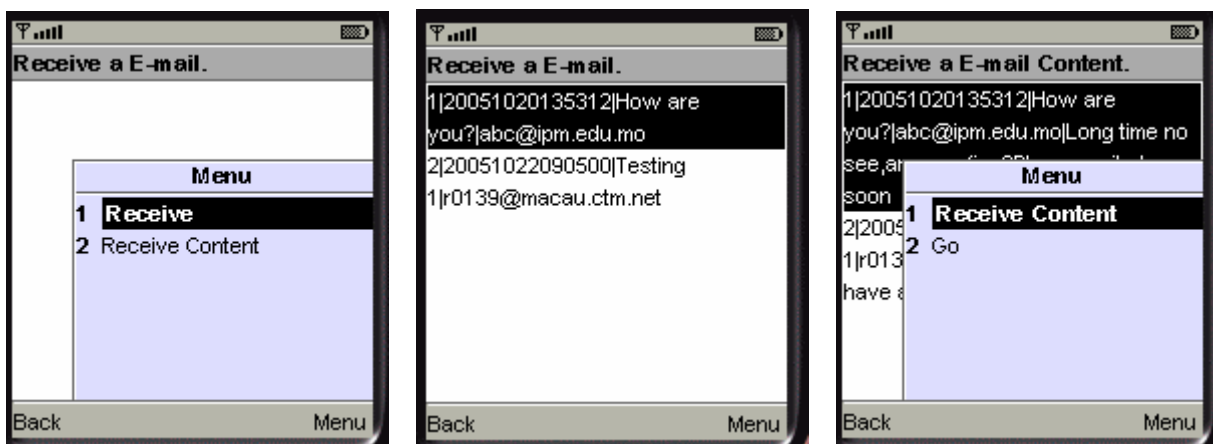 Receive a E-mail.
Menu
1 Receive
2 Receive Content
Back Menu
Receive a E-mail.
1|20051020135312|How are
you?|abc@ipm.edu.mo
2|20051022090500|Testing
1|r0139@macau.ctm.net
Back Menu
Receive a E-mail Content.
1|20051020135312|How are
you?|abc@ipm.edu.mo|Long time no
soon
have
Menu
1 Receive Content
2 Go
Back Menu